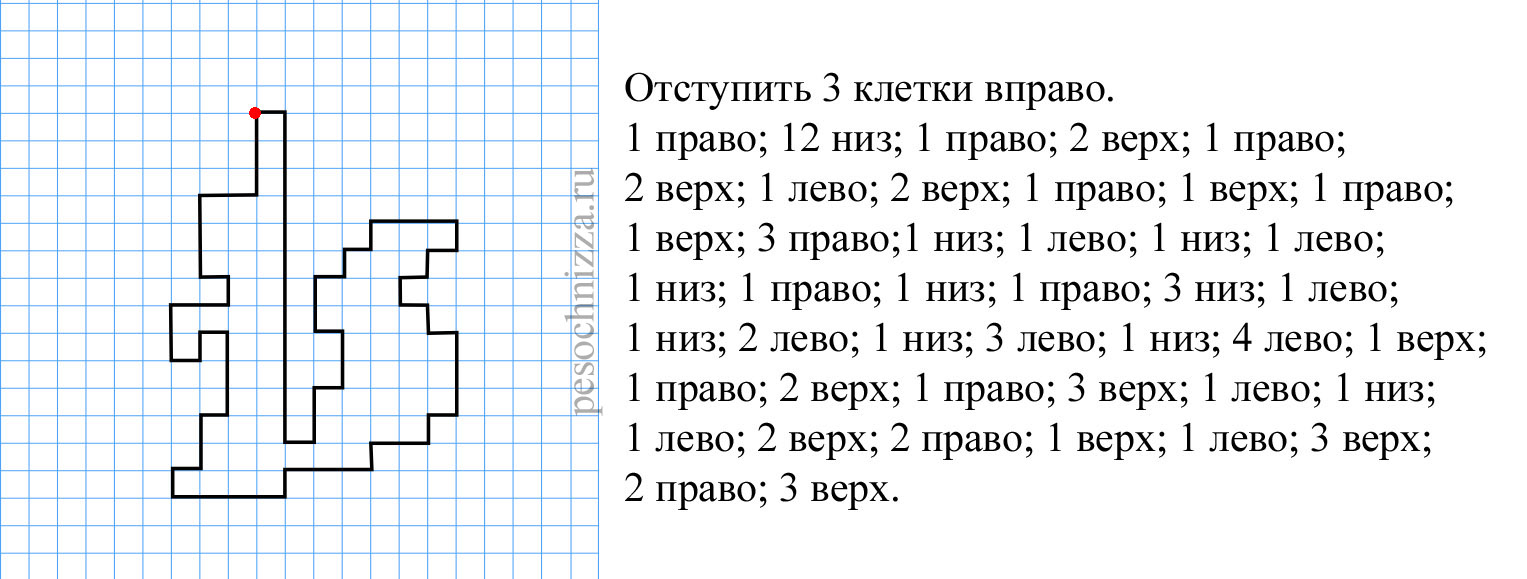 Отступить 3 клетки вправо.
1 право; 12 низ; 1 право; 2 верх; 1 право;
2 верх; 1 лево; 2 верх; 1 право; 1 верх; 1 право;
1 верх; 3 право;1 низ; 1 лево; 1 низ; 1 лево;
1 низ; 1 право; 1 низ; 1 право; 3 низ; 1 лево;
1 низ; 2 лево; 1 низ; 3 лево; 1 низ; 4 лево; 1 верх;
1 право; 2 верх; 1 право; 3 верх; 1 лево; 1 низ;
1 лево; 2 верх; 2 право; 1 верх; 1 лево; 3 верх;
2 право; 3 верх.
pesochnizza.ru